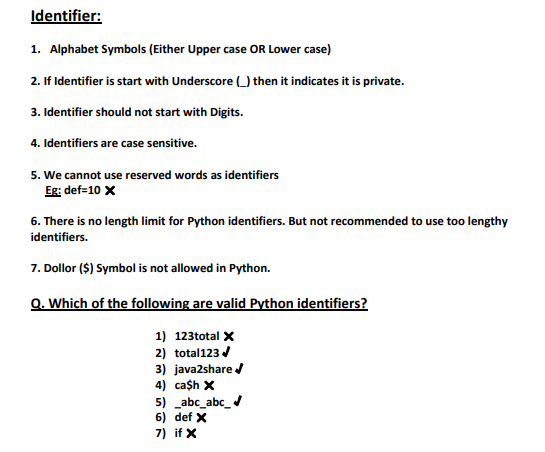 Identifier:
1. Alphabet Symbols (Either Upper case OR Lower case)
2. If Identifier is start with Underscore (_) then it indicates it is private.
3. Identifier should not start with Digits.
4. Identifiers are case sensitive.
5. We cannot use reserved words as identifiers
Eg: def=10 ✗
6. There is no length limit for Python identifiers. But not recommended to use too lengthy
identifiers.
7. Dollor ($) Symbol is not allowed in Python.
Q. Which of the following are valid Python identifiers?
1) 123total ✗
2) total123 ✓
3) java2share ✓
4) ca$h ✗
5) _abc_abc_ ✓
6) def ✗
7) if ✗